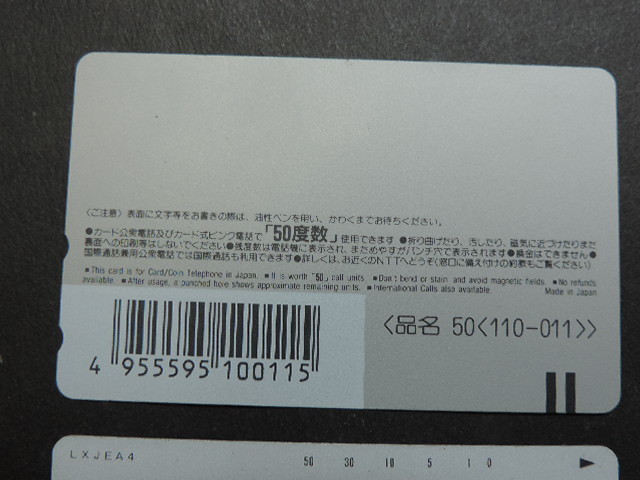 〈ご注意〉表面に文字等をお書きの際は、油性ペンを用い、かわくまでお待ちください。
●カード公衆電話及びカード式ピンク電話で「50度数」使用できます ●折り曲げたり、汚したり、磁気に近づけたりまた
裏面への印刷等はしないでください●残度数は電話機に表示され、まためやすがパンチ穴で表示されます●換金はできません●
国際通話兼用公衆電話では国際通話も利用できます●詳しくは、お近くのNTTへどうぞ(窓口に備え付けの約款もご覧ください)
■This card is for Card/Coin Telephone in Japan. ■It is worth "50" call units. ■Don't bend or stain and avoid magnetic fields. ■No refunds
available. ■After usage, a punched hole shows approximate remaining units. ■International Calls also available. Made in Japan
〈品名 50〈110-011〉〉
4 955595 100115
LXJEA4 50 30 10 5 1 0